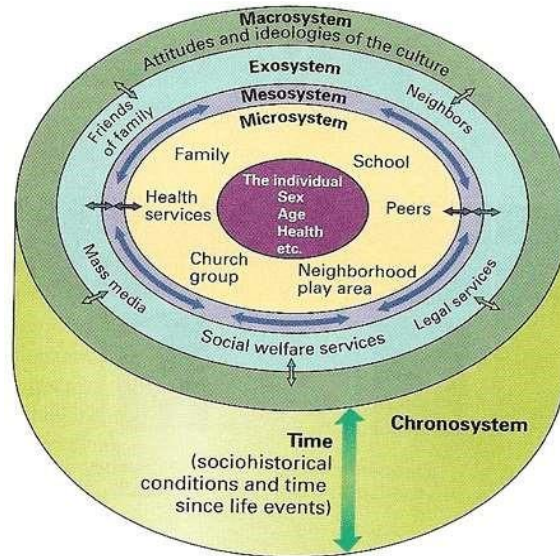 Macrosystem
Attitudes and ideologies of the culture
Exosystem
Mesosystem
Microsystem
Friends
of family
Neighbors
Family
School
The individual
Sex
Age
Health
etc.
Health
services
Peers
Church
group
Neighborhood
play area
Mass media
Legal services
Social welfare services
Chronosystem
Time
(sociohistorical
conditions and time
since life events)